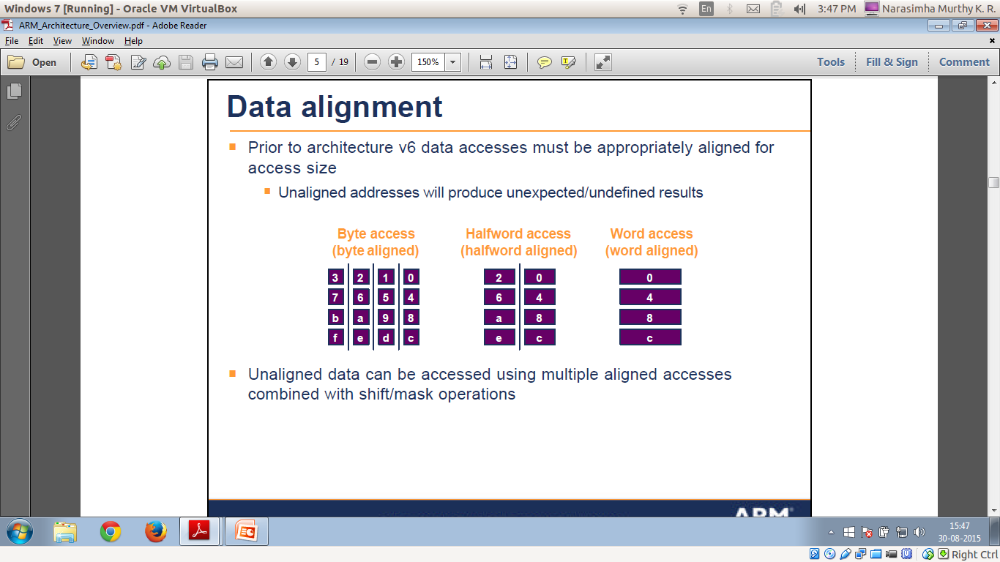 Windows 7 [Running] - Oracle VM VirtualBox
En
3:47 PM
Narasimha Murthy K. R.
ARM_Architecture_Overview.pdf - Adobe Reader
File Edit View Window Help
Open
5 / 19
150%
Tools
Fill & Sign
Comment
Data alignment
Prior to architecture v6 data accesses must be appropriately aligned for
access size
Unaligned addresses will produce unexpected/undefined results
Byte access
(byte aligned)
3 2 1 0
7 6 5 4
b a 9 8
f e d c
Halfword access
(halfword aligned)
2 0
6 4
a 8
e c
Word access
(word aligned)
0
4
8
c
Unaligned data can be accessed using multiple aligned accesses
combined with shift/mask operations
ARM
15:47
30-08-2015
Right Ctrl